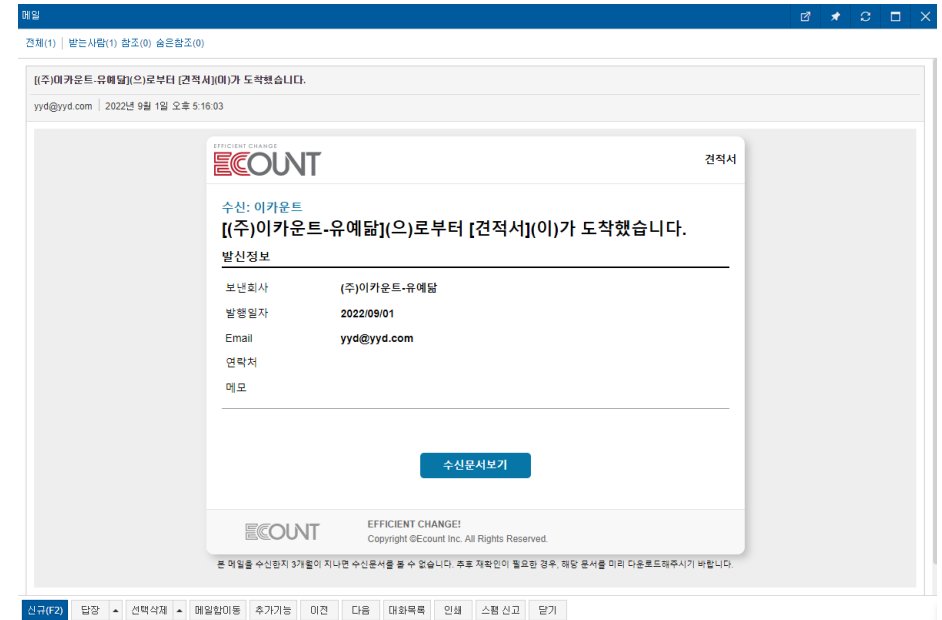 메일
전체(1) | 받는사람(1) 참조(0) 숨은참조(0)
[(주)이카운트-유예닮](으)로부터 [견적서](이)가 도착했습니다.
yyd@yyd.com | 2022년 9월 1일 오후 5:16:03
EFFICIENT CHANGE
ECOUNT
견적서
수신: 이카운트
[(주)이카운트-유예닮](으)로부터 [견적서](이)가 도착했습니다.
발신정보
보낸회사 (주)이카운트-유예닮
발행일자 2022/09/01
Email yyd@yyd.com
연락처
메모
수신문서보기
ECOUNT
EFFICIENT CHANGE!
Copyright ©Ecount Inc. All Rights Reserved.
본 메일을 수신한지 3개월이 지나면 수신문서를 볼 수 없습니다. 추후 재확인이 필요한 경우, 해당 문서를 미리 다운로드해주시기 바랍니다.
신규(F2) 답장 ▲ 선택삭제 ▲ 메일함이동 추가기능 이전 다음 대화목록 인쇄 스팸 신고 닫기